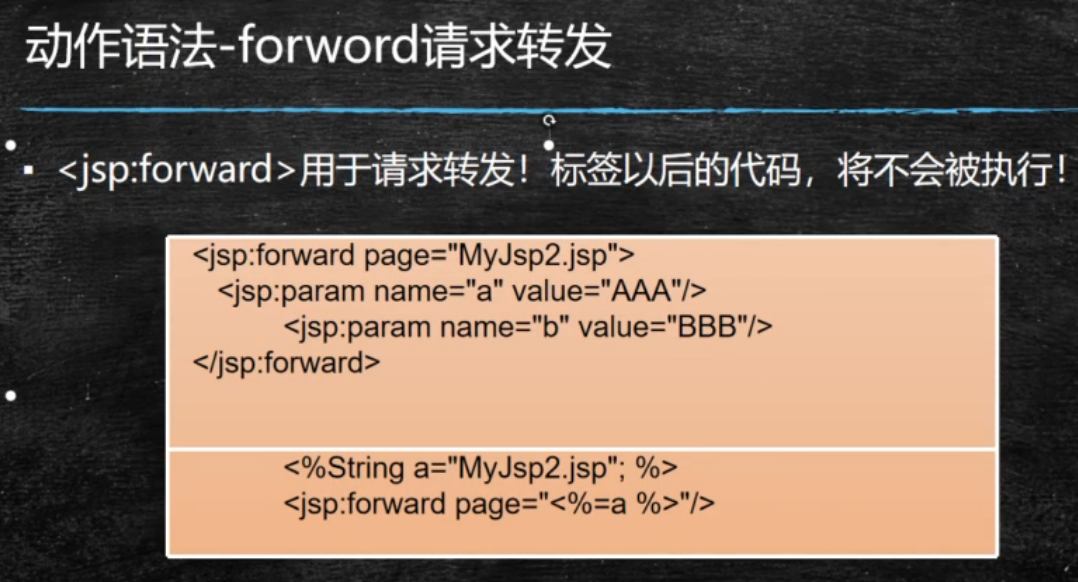 动作语法-forword请求转发
▪ <jsp:forward>用于请求转发！标签以后的代码，将不会被执行！
<jsp:forward page="MyJsp2.jsp">
<jsp:param name="a" value="AAA"/>
<jsp:param name="b" value="BBB"/>
</jsp:forward>
<%String a="MyJsp2.jsp"; %>
<jsp:forward page="<%=a %>"/>